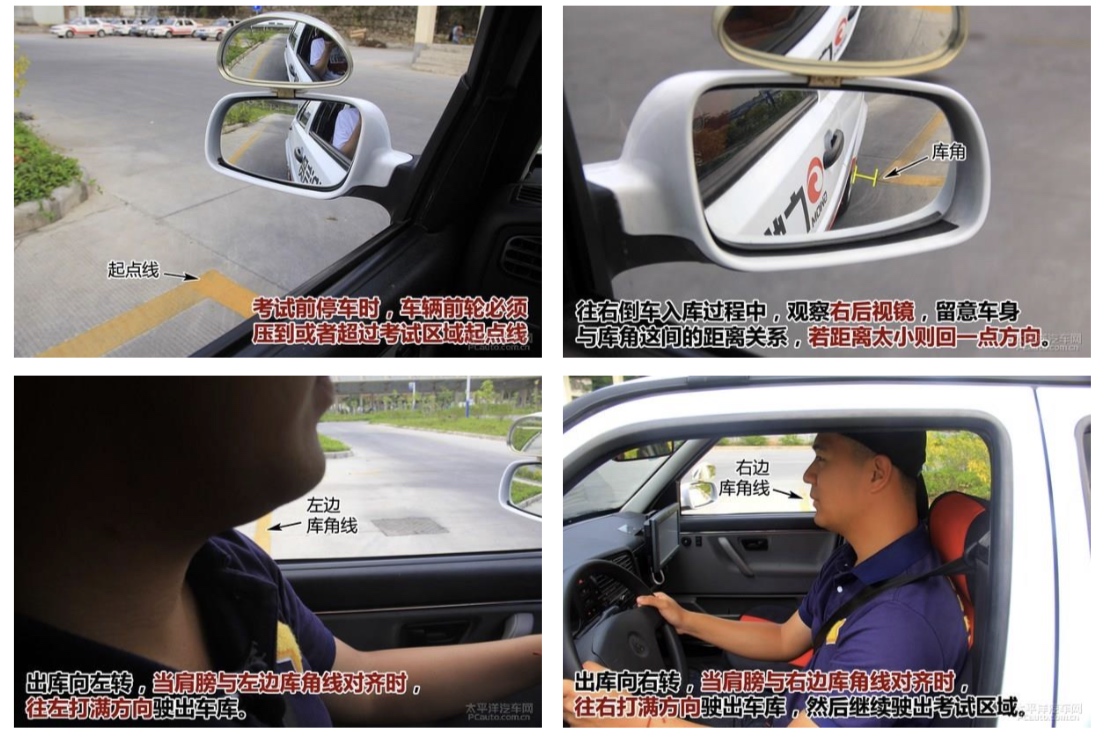 起点线
考试前停车时，车辆前轮必须
压到或者超过考试区域起点线
PCauto.com.cn
库角
MOMO
往右倒车入库过程中，观察右后视镜，留意车身
与库角这间的距离关系，若距离太小则回一点方向。
左边
库角线
出库向左转，当肩膀与左边库角线对齐时，
往左打满方向驶出车库。
太平洋汽车网
PCauto.com.cn
右边
库角线
出库向右转，当肩膀与右边库角线对齐时，
往右打满方向驶出车库，然后继续驶出考试区域。